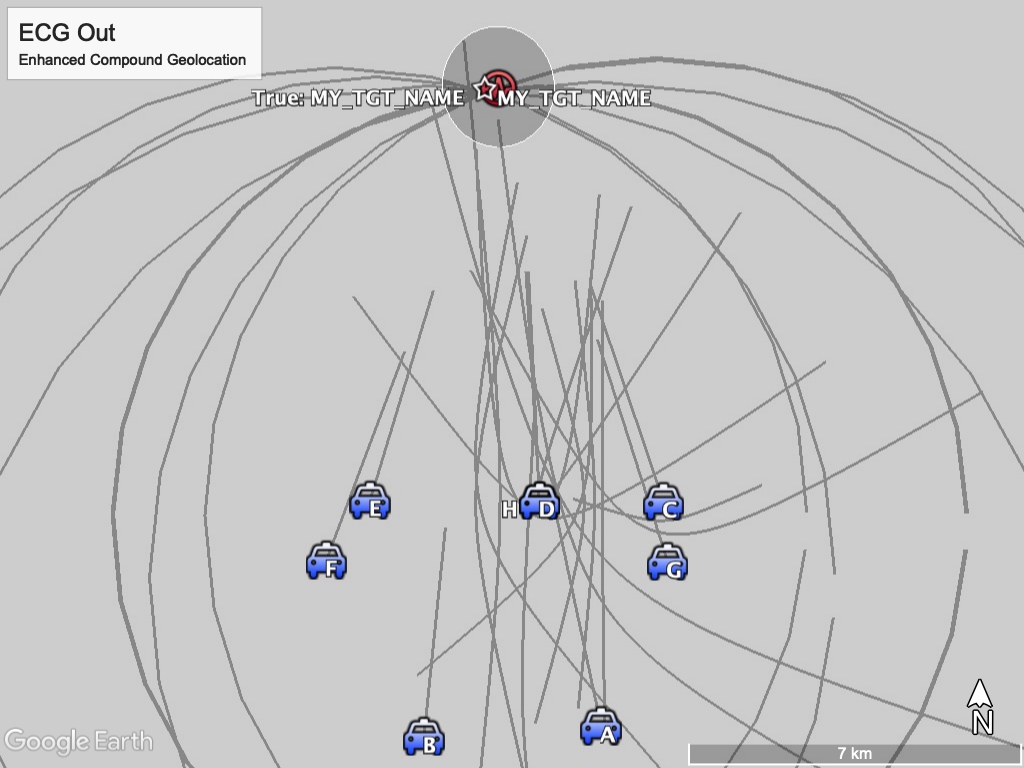 ECG Out
Enhanced Compound Geolocation
True: MY_TGT_NAME MY_TGT_NAME
E H D C
F G
B A
N
Google Earth 7 km